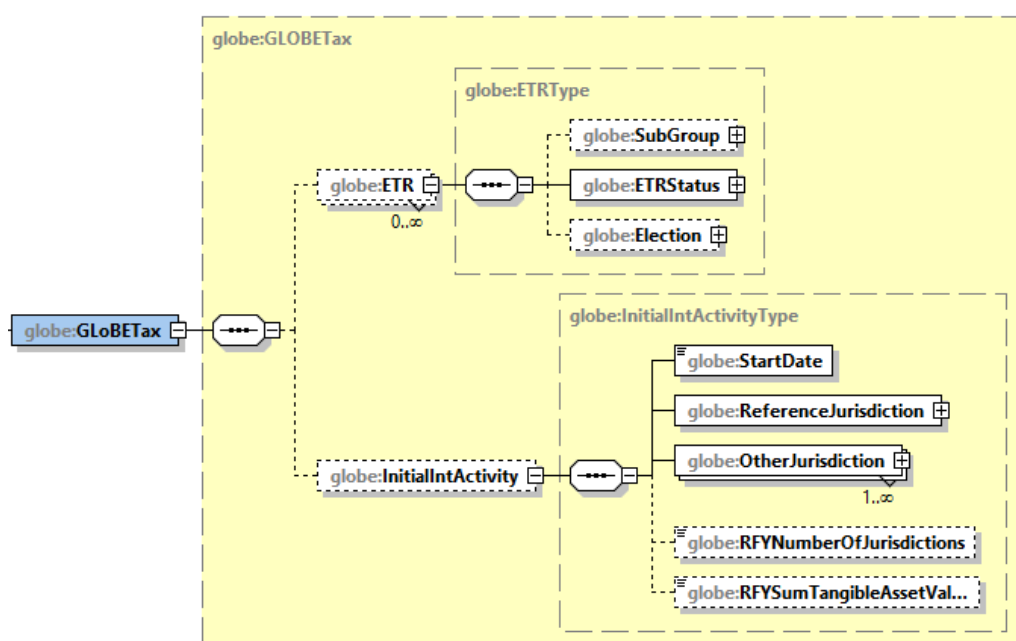 globe:GLOBETax
globe:ETRType
globe:SubGroup
globe:ETR
globe:ETRStatus
0..∞
globe:Election
globe:InitialIntActivityType
globe:GLoBETax
globe:StartDate
globe:ReferenceJurisdiction
globe:OtherJurisdiction
globe:InitialIntActivity
1..∞
globe:RFYNumberOfJurisdictions
globe:RFYSumTangibleAssetVal...